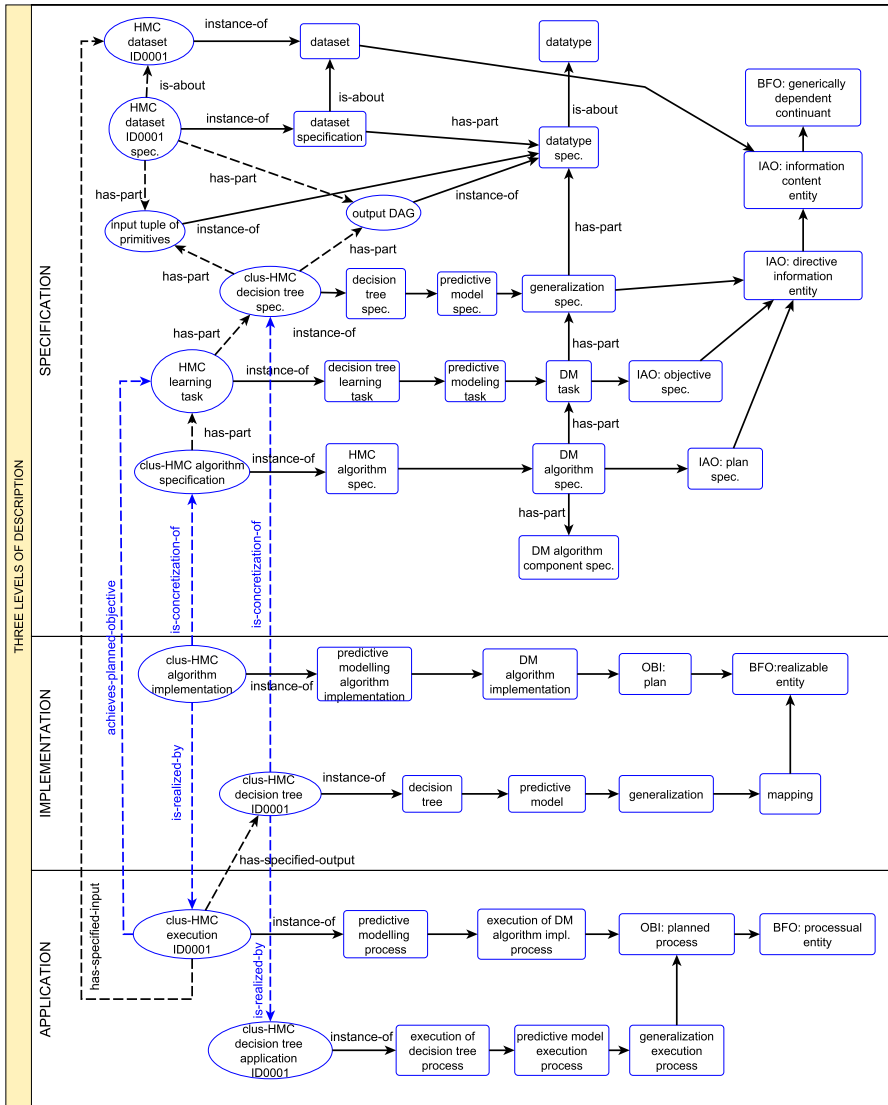 THREE LEVELS OF DESCRIPTION
SPECIFICATION
HMC
dataset
ID0001
instance-of
dataset
datatype
is-about
is-about
is-about
BFO: generically
dependent
continuant
HMC
dataset
ID0001
spec.
instance-of
dataset
specification
has-part
datatype
spec.
IAO: information
content
entity
has-part
has-part
input tuple of
primitives
instance-of
output DAG
instance-of
has-part
has-part
has-part
clus-HMC
decision tree
spec.
decision
tree spec.
predictive
model spec.
generalization
spec.
IAO: directive
information
entity
instance-of
has-part
has-part
HMC
learning
task
instance-of
decision tree
learning task
predictive
modeling task
DM
task
IAO: objective
spec.
has-part
has-part
clus-HMC algorithm
specification
instance-of
HMC
algorithm
spec.
DM
algorithm
spec.
IAO: plan
spec.
has-part
DM algorithm
component spec.
achieves-planned-objective
is-concretization-of
is-concretization-of
IMPLEMENTATION
clus-HMC
algorithm
implementation
instance-of
predictive
modelling
algorithm
implementation
DM
algorithm
implementation
OBI:
plan
BFO:realizable
entity
is-realized-by
clus-HMC
decision tree
ID0001
instance-of
decision
tree
predictive
model
generalization
mapping
has-specified-output
APPLICATION
has-specified-input
clus-HMC
execution
ID0001
instance-of
predictive
modelling
process
execution of DM
algorithm impl.
process
OBI: planned
process
BFO: processual
entity
is-realized-by
clus-HMC
decision tree
application
ID0001
instance-of
execution of
decision tree
process
predictive model
execution process
generalization
execution
process